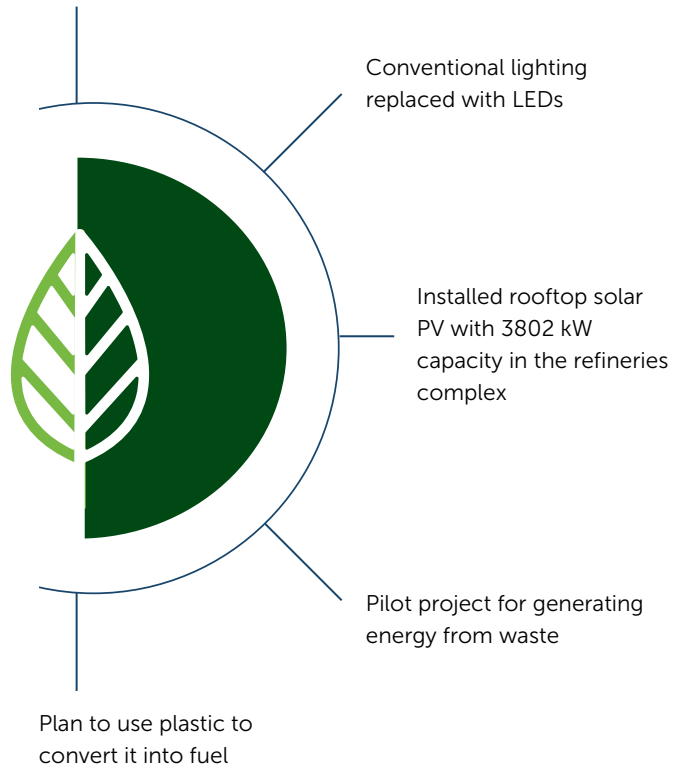 Conventional lighting
replaced with LEDs
Installed rooftop solar
PV with 3802 kW
capacity in the refineries
complex
Pilot project for generating
energy from waste
Plan to use plastic to
convert it into fuel